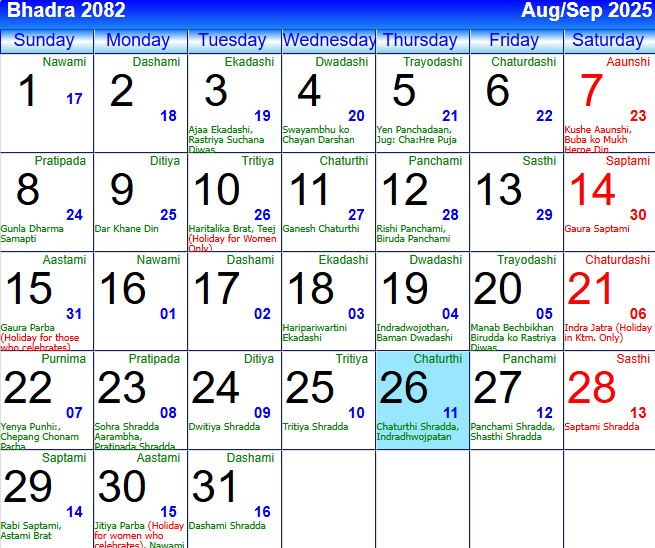 Bhadra 2082 Aug/Sep 2025
Sunday Monday Tuesday Wednesday Thursday Friday Saturday
Nawami Dashami Ekadashi Dwadashi Trayodashi Chaturdashi Aaunshi
1 17 2 18 3 19 4 20 5 21 6 22 7 23
Ajaa Ekadashi, Swayambhu ko Yen Panchadaan, Kushe Aaunshi,
Rastriya Suchana Chayan Darshan Jug: Cha:Hre Puja Buba ko Mukh
Diwas Herne Din
Pratipada Ditiya Tritiya Chaturthi Panchami Sasthi Saptami
8 24 9 25 10 26 11 27 12 28 13 29 14 30
Gunla Dharma Dar Khane Din Haritalika Brat, Teej Ganesh Chaturthi Rishi Panchami, Gaura Saptami
Samapti (Holiday for Women Biruda Panchami
Only)
Aastami Nawami Dashami Ekadashi Dwadashi Trayodashi Chaturdashi
15 31 16 01 17 02 18 03 19 04 20 05 21 06
Gaura Parba Haripariwartini Indradwojothan, Manab Bechbikhan Indra Jatra (Holiday
(Holiday for those Ekadashi Baman Dwadashi Birudda ko Rastriya in Ktm. Only)
who celebrates) Diwas
Purnima Pratipada Ditiya Tritiya Chaturthi Panchami Sasthi
22 07 23 08 24 09 25 10 26 11 27 12 28 13
Yenya Punhi:, Sohra Shradda Dwitiya Shradda Tritiya Shradda Chaturthi Shradda, Panchami Shradda, Saptami Shradda
Chepang Chonam Aarambha, Indradhwojpatan Shasthi Shradda
Parba Pratipada Shradda
Saptami Aastami Dashami
29 14 30 15 31 16
Rabi Saptami, Jitiya Parba (Holiday Dashami Shradda
Astami Brat for women who
celebrates), Nawami